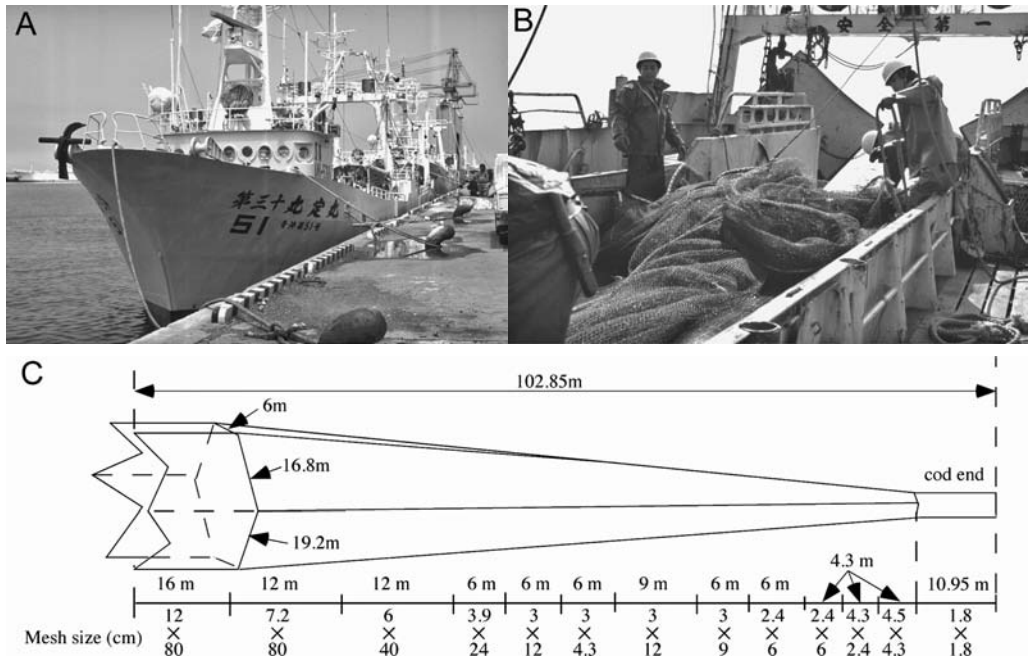 A
第三十
51
B
安全第一
C
102.85m
6m
16.8m
cod end
19.2m
4.3 m
16 m 12 m 12 m 6 m 6 m 6 m 9 m 6 m 6 m 10.95 m
12 7.2 6 3.9 3 3 3 3 2.4 2.4 4.3 4.5 1.8
Mesh size (cm) × × × × × × × × × × × × ×
80 80 40 24 12 4.3 12 9 6 6 2.4 4.3 1.8